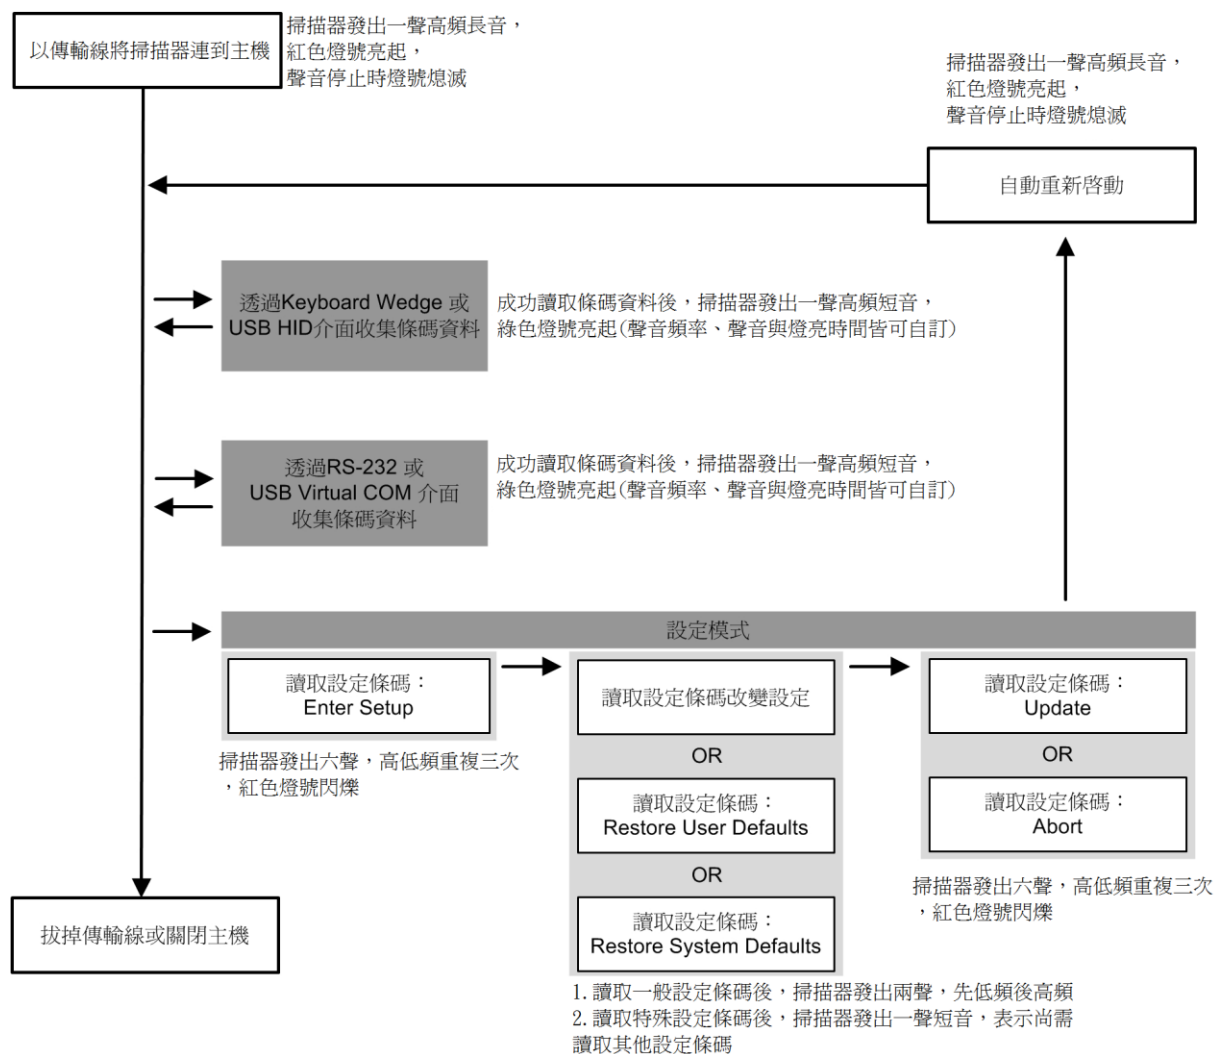 以傳輸線將掃描器連到主機
掃描器發出一聲高頻長音，
紅色燈號亮起，
聲音停止時燈號熄滅
掃描器發出一聲高頻長音，
紅色燈號亮起，
聲音停止時燈號熄滅
自動重新啓動
透過Keyboard Wedge 或
USB HID介面收集條碼資料
成功讀取條碼資料後，掃描器發出一聲高頻短音，
綠色燈號亮起(聲音頻率、聲音與燈亮時間皆可自訂)
透過RS-232 或
USB Virtual COM 介面
收集條碼資料
成功讀取條碼資料後，掃描器發出一聲高頻短音，
綠色燈號亮起(聲音頻率、聲音與燈亮時間皆可自訂)
設定模式
讀取設定條碼：
Enter Setup
掃描器發出六聲，高低頻重複三次
，紅色燈號閃爍
讀取設定條碼改變設定
OR
讀取設定條碼：
Restore User Defaults
OR
讀取設定條碼：
Restore System Defaults
1. 讀取一般設定條碼後，掃描器發出兩聲，先低頻後高頻
2. 讀取特殊設定條碼後，掃描器發出一聲短音，表示尚需
讀取其他設定條碼
讀取設定條碼：
Update
OR
讀取設定條碼：
Abort
掃描器發出六聲，高低頻重複三次
，紅色燈號閃爍
拔掉傳輸線或關閉主機